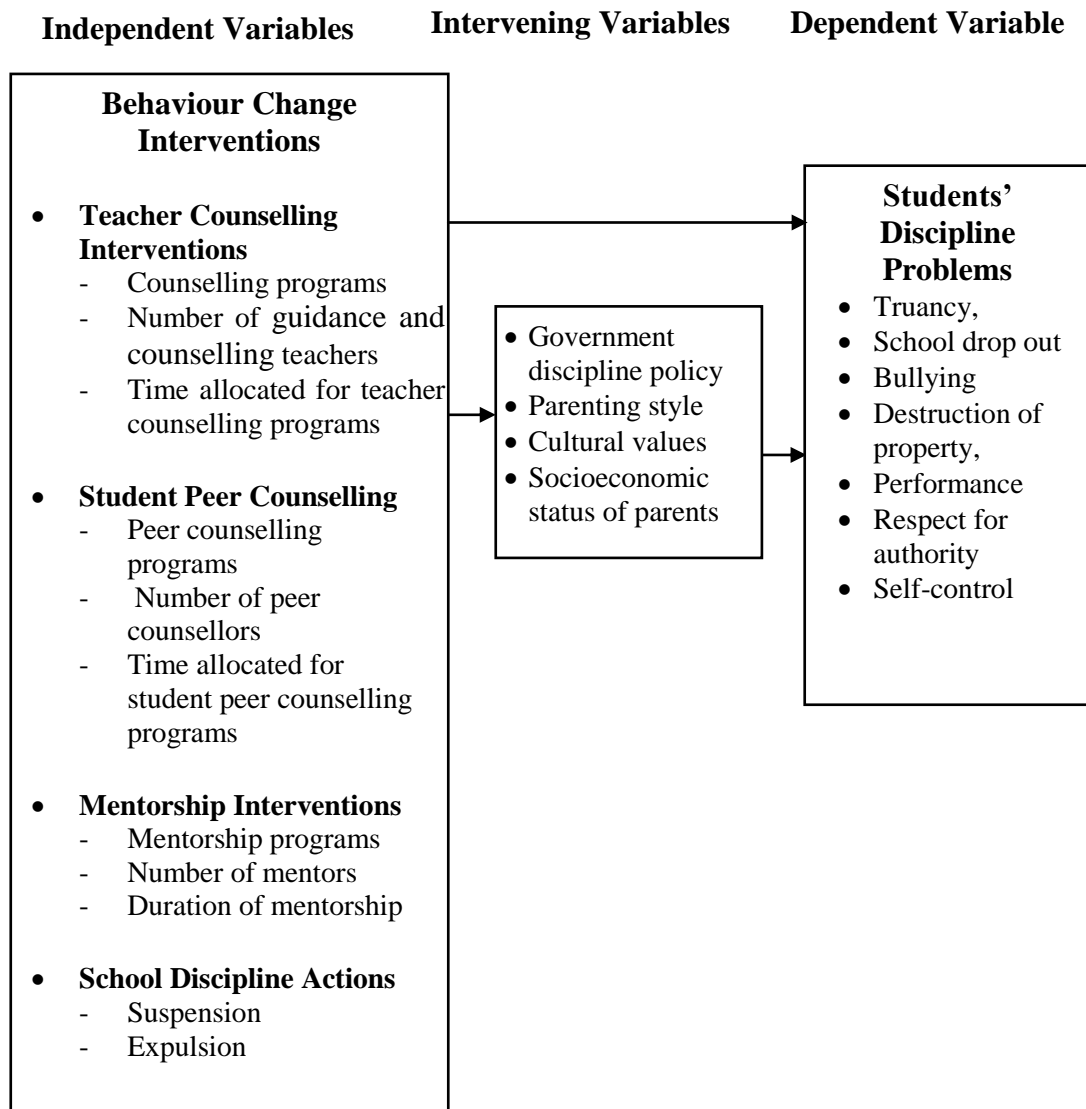 Independent Variables
Intervening Variables
Dependent Variable
Behaviour Change
Interventions
• Teacher Counselling
Interventions
- Counselling programs
- Number of guidance and
counselling teachers
- Time allocated for teacher
counselling programs
• Student Peer Counselling
- Peer counselling
programs
- Number of peer
counsellors
- Time allocated for
student peer counselling
programs
• Mentorship Interventions
- Mentorship programs
- Number of mentors
- Duration of mentorship
• School Discipline Actions
- Suspension
- Expulsion
• Government
discipline policy
• Parenting style
• Cultural values
• Socioeconomic
status of parents
Students’
Discipline
Problems
• Truancy,
• School drop out
• Bullying
• Destruction of
property,
• Performance
• Respect for
authority
• Self-control